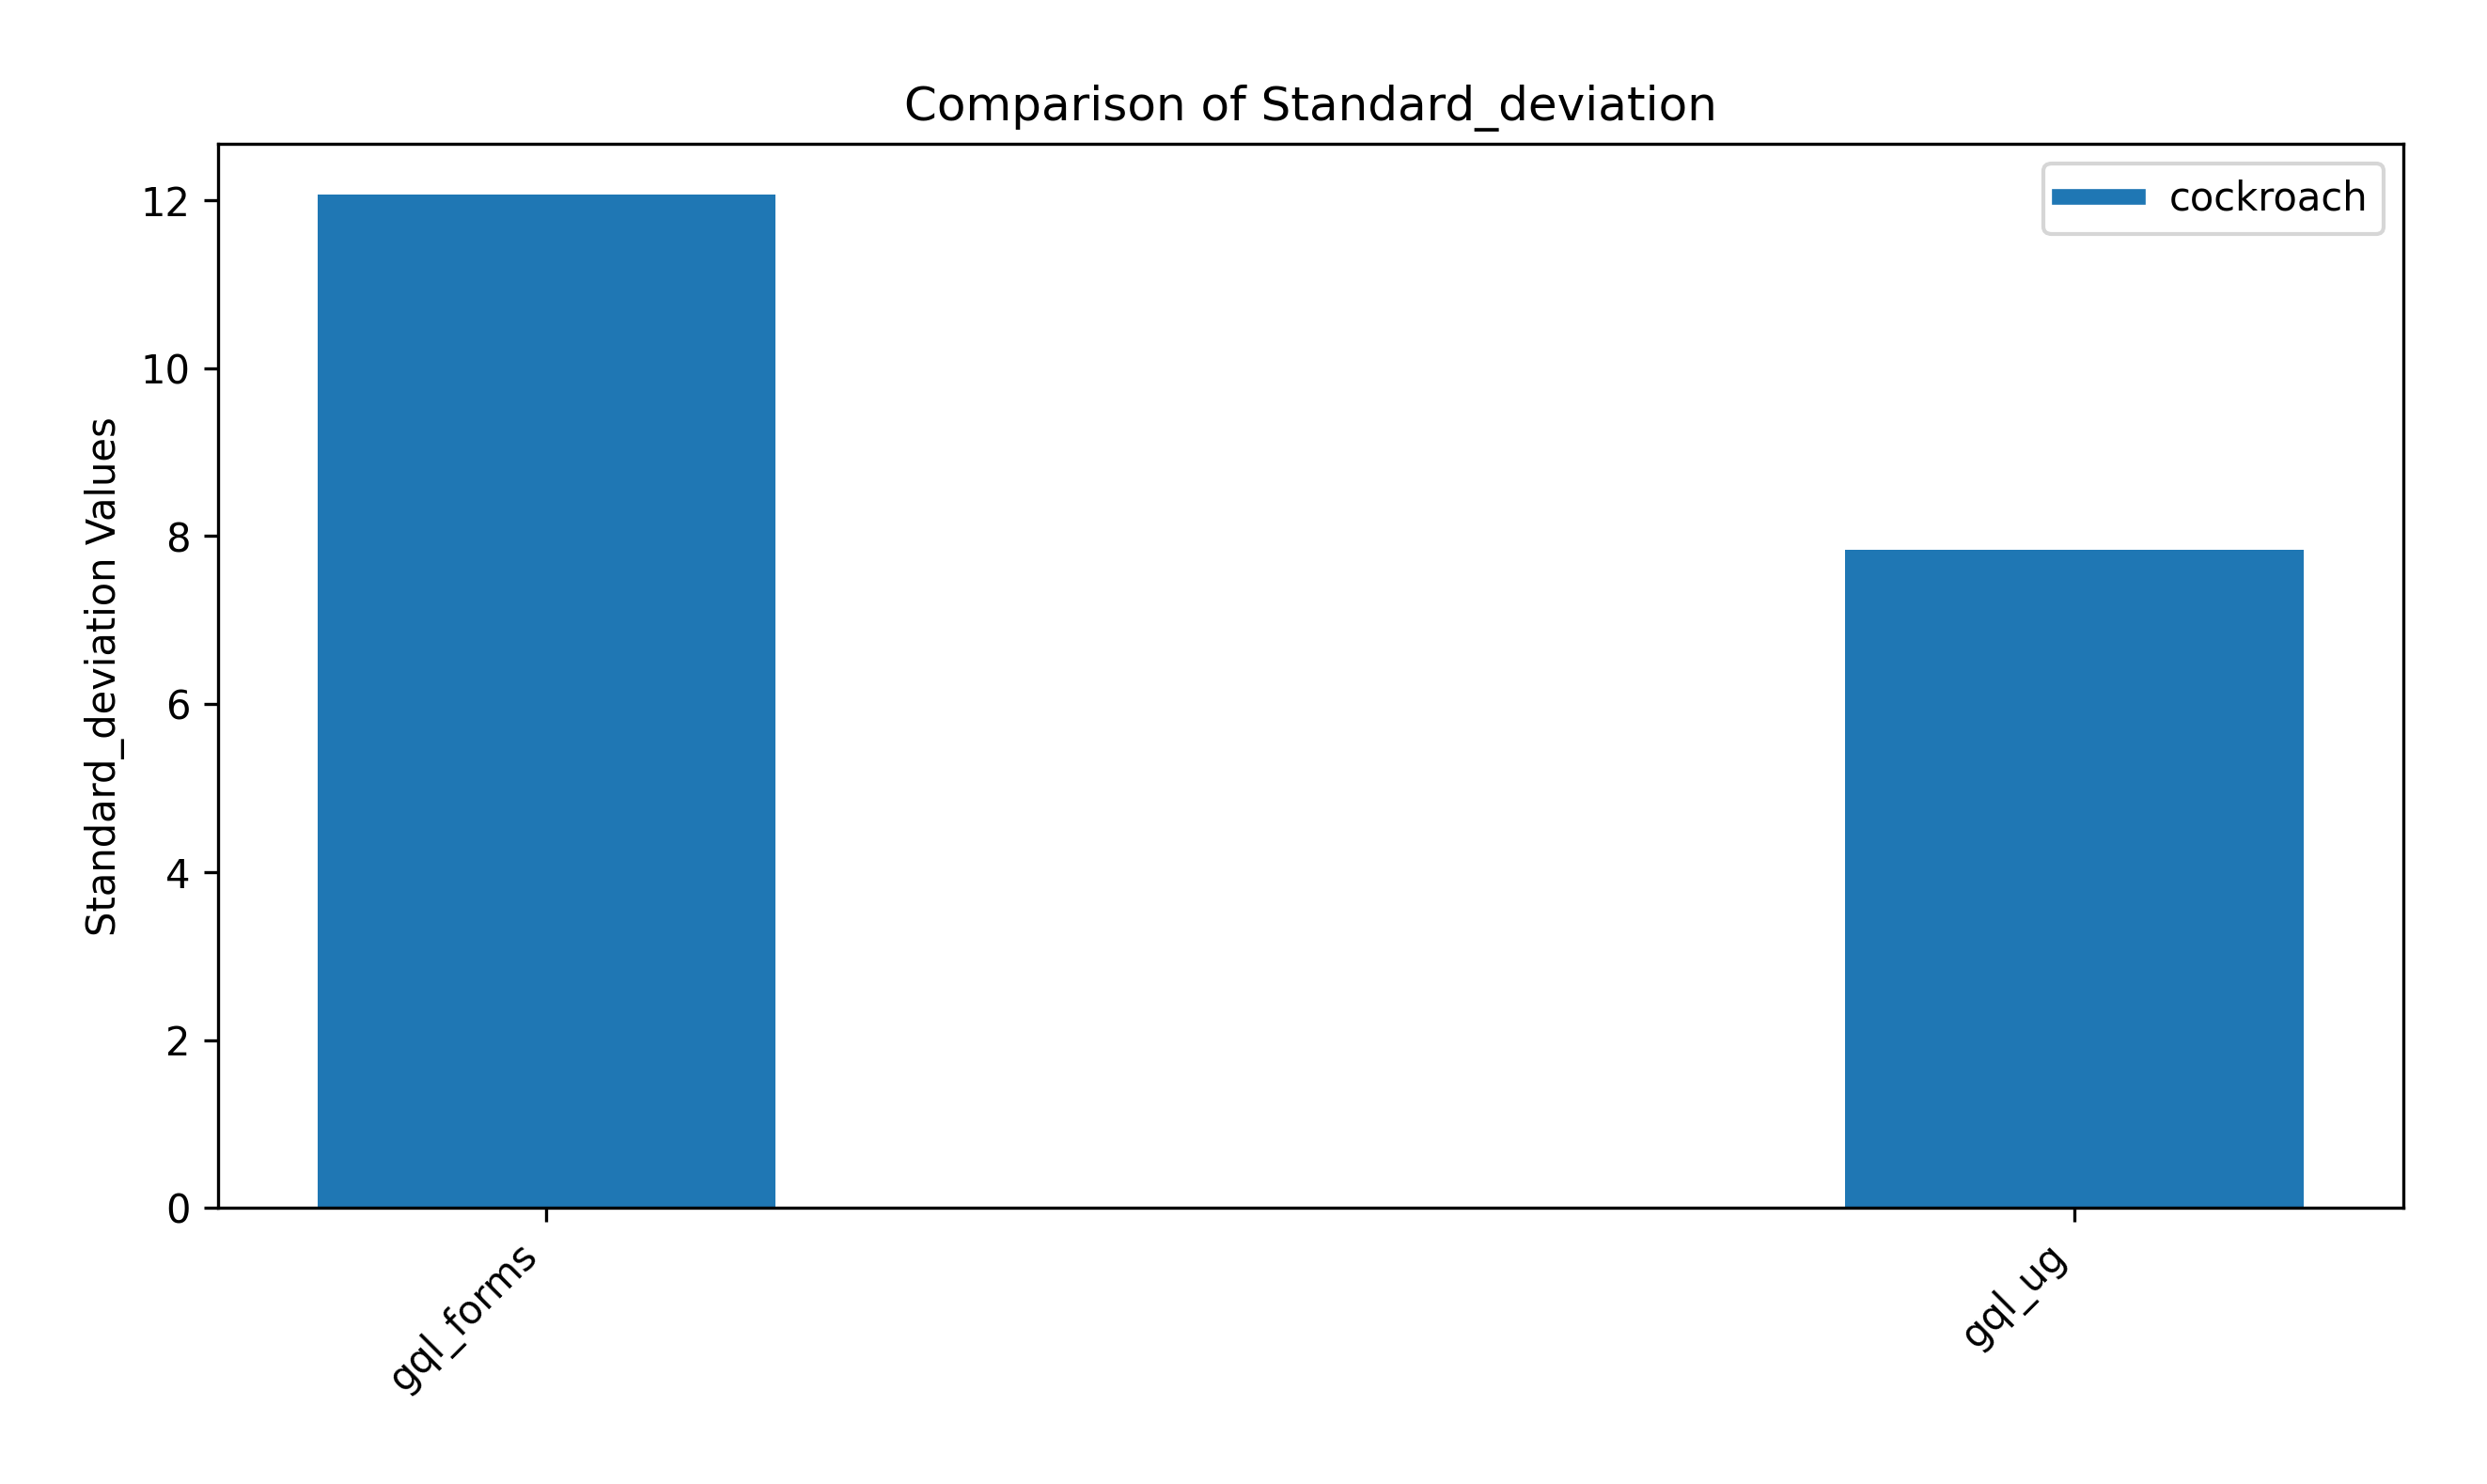 Comparison of Standard_deviation
cockroach
Standard_deviation Values
12
10
8
6
4
2
0
gql_forms
gql_ug